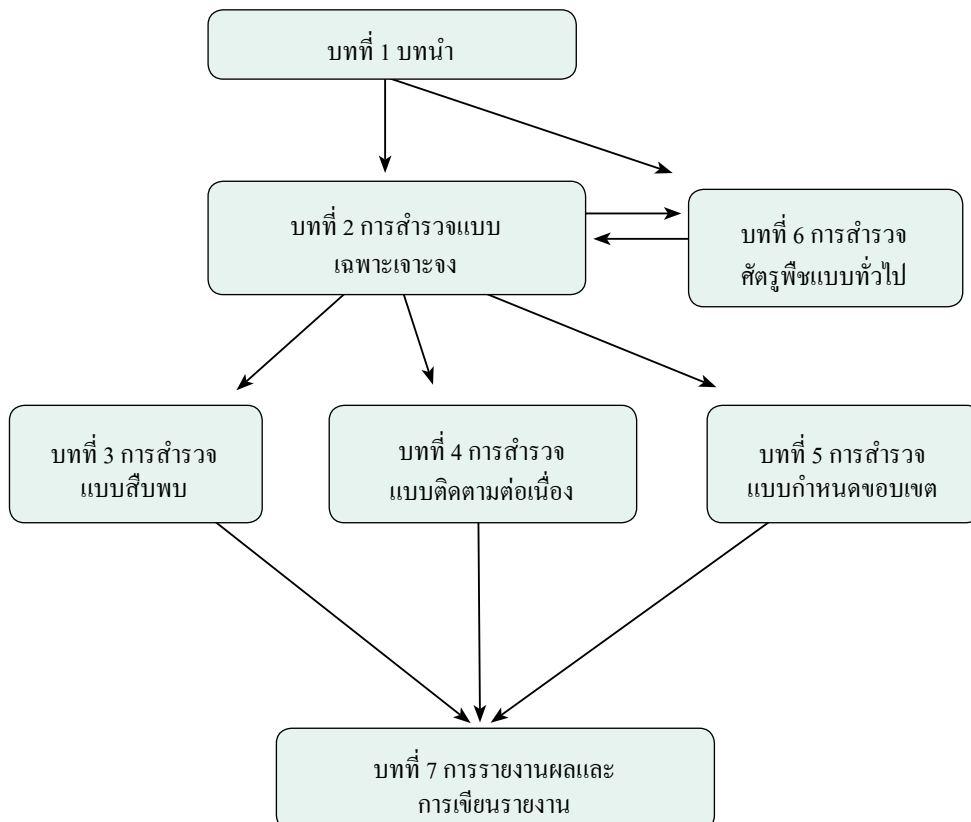 บทที่ 1 บทนำ
บทที่ 2 การสำรวจแบบ
เฉพาะเจาะจง
บทที่ 6 การสำรวจ
ศัตรูพืชแบบทั่วไป
บทที่ 3 การสำรวจ
แบบสืบพบ
บทที่ 4 การสำรวจ
แบบติดตามต่อเนื่อง
บทที่ 5 การสำรวจ
แบบกำหนดขอบเขต
บทที่ 7 การรายงานผลและ
การเขียนรายงาน